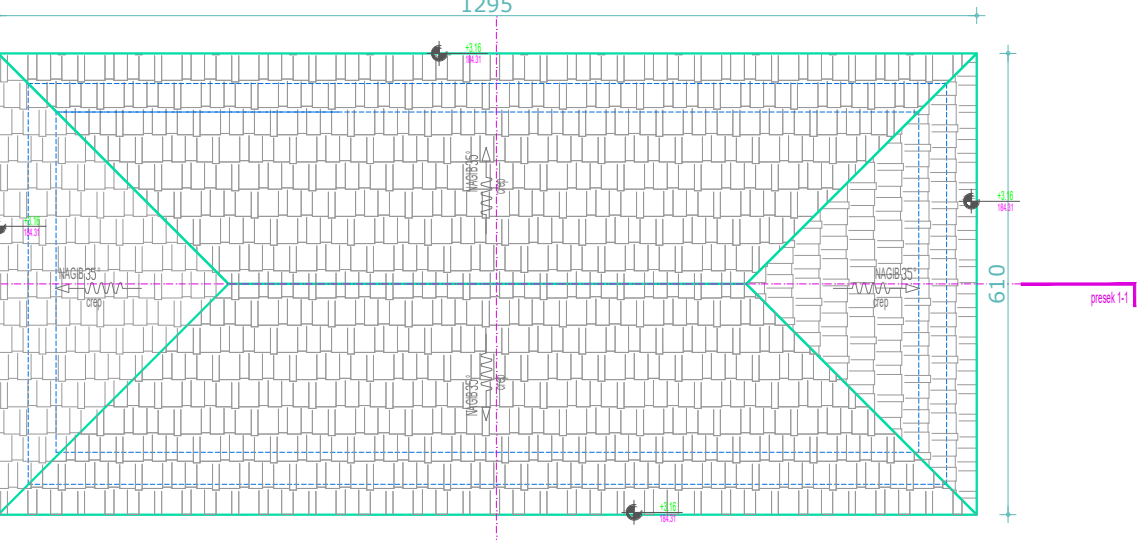 1295
+3.16
184.31
NAGIB 35°
crep
+3.16
184.31
+3.16
184.31
NAGIB 35°
crep
NAGIB 35°
crep
610
presek 1-1
NAGIB 35°
crep
+3.16
184.31